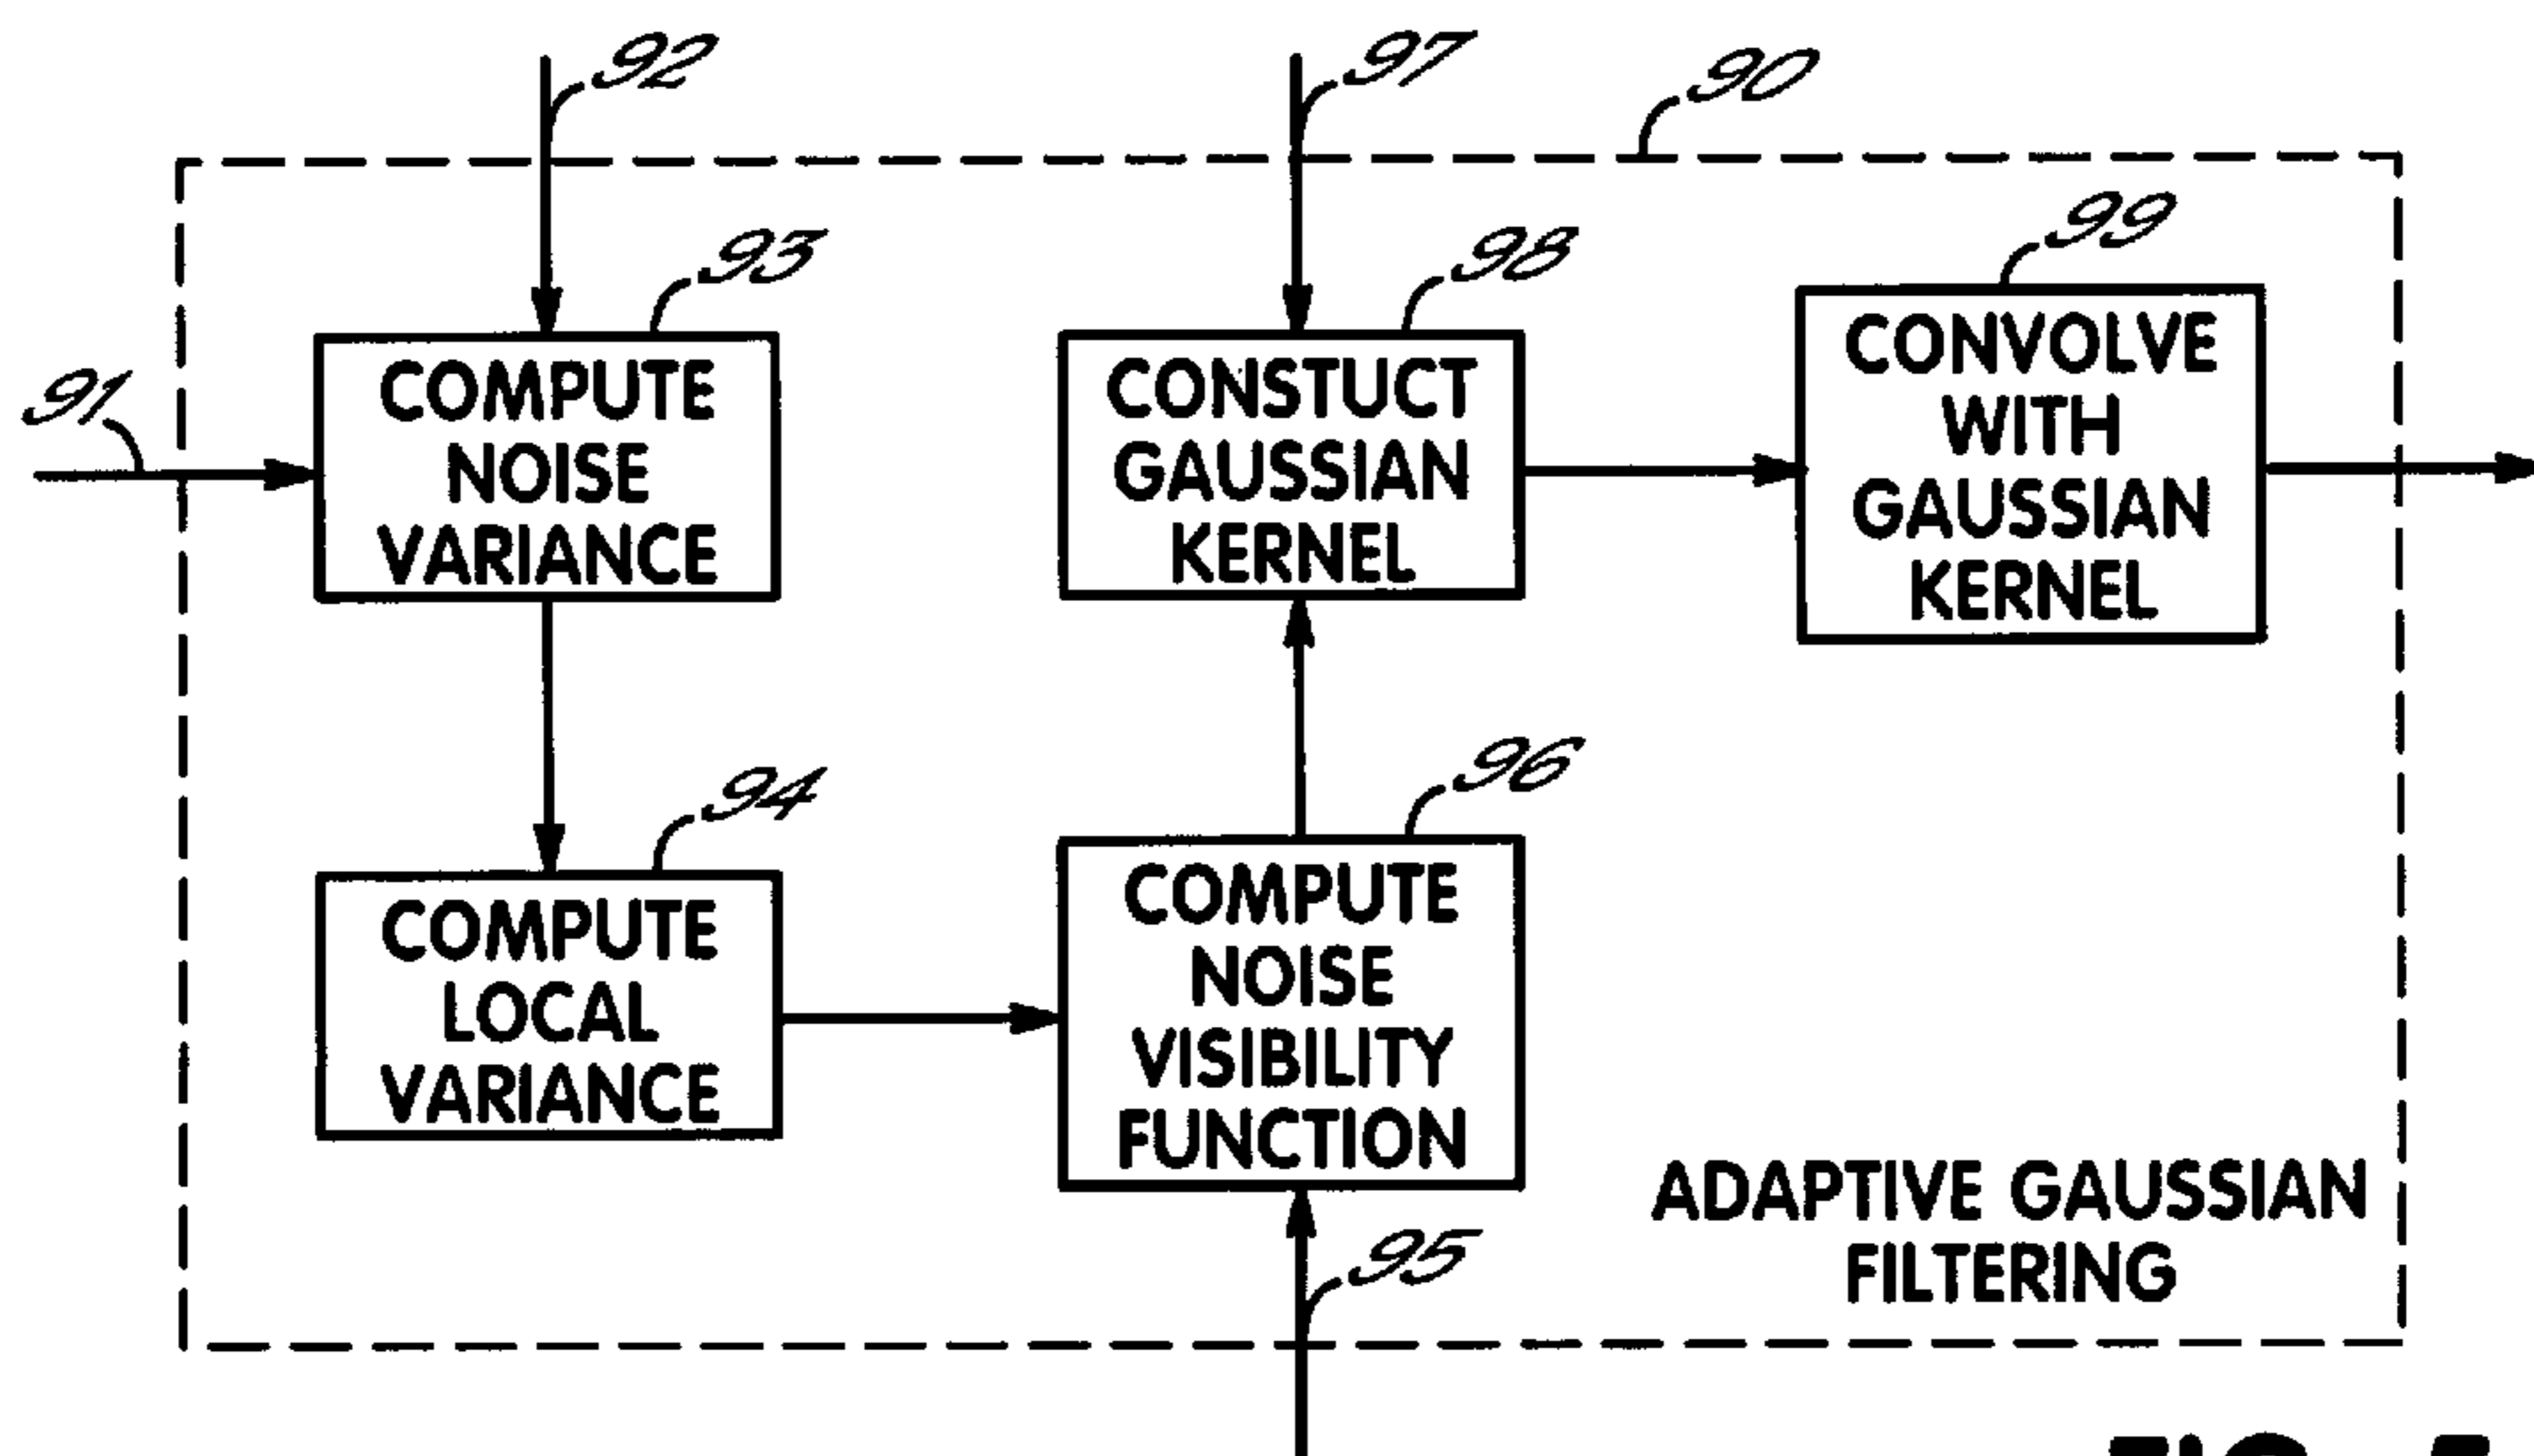 92
97
90
93
98
99
91
COMPUTE
NOISE
VARIANCE
CONSTUCT
GAUSSIAN
KERNEL
CONVOLVE
WITH
GAUSSIAN
KERNEL
94
96
COMPUTE
LOCAL
VARIANCE
COMPUTE
NOISE
VISIBILITY
FUNCTION
95
ADAPTIVE GAUSSIAN
FILTERING